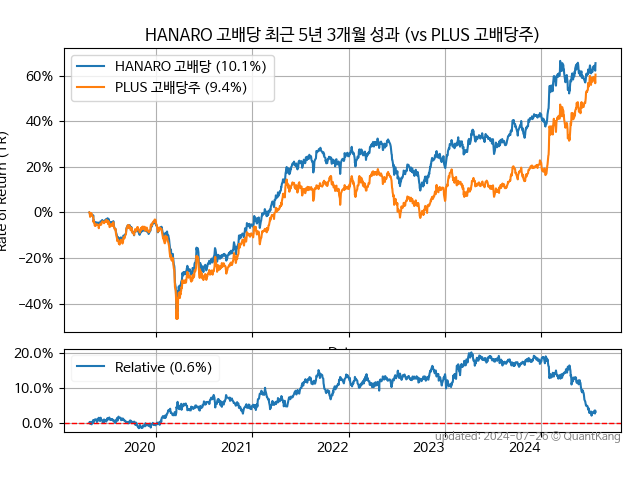 HANARO 고배당 최근 5년 3개월 성과 (vs PLUS 고배당주)
HANARO 고배당 (10.1%)
PLUS 고배당주 (9.4%)
60%
40%
20%
0%
−20%
−40%
Rate of Return (TR)
Relative (0.6%)
20.0%
10.0%
0.0%
2020
2021
2022
2023
2024
updated: 2024-07-26 © QuantKang